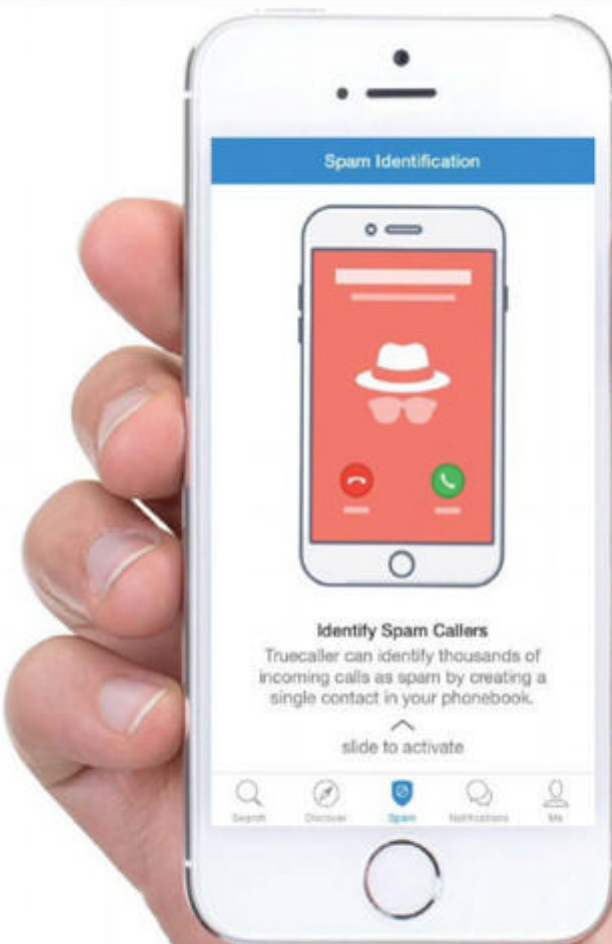 Spam Identification
Identify Spam Callers
Truecaller can identify thousands of
incoming calls as spam by creating a
single contact in your phonebook.
slide to activate
Search Discover Spam Notifications Me